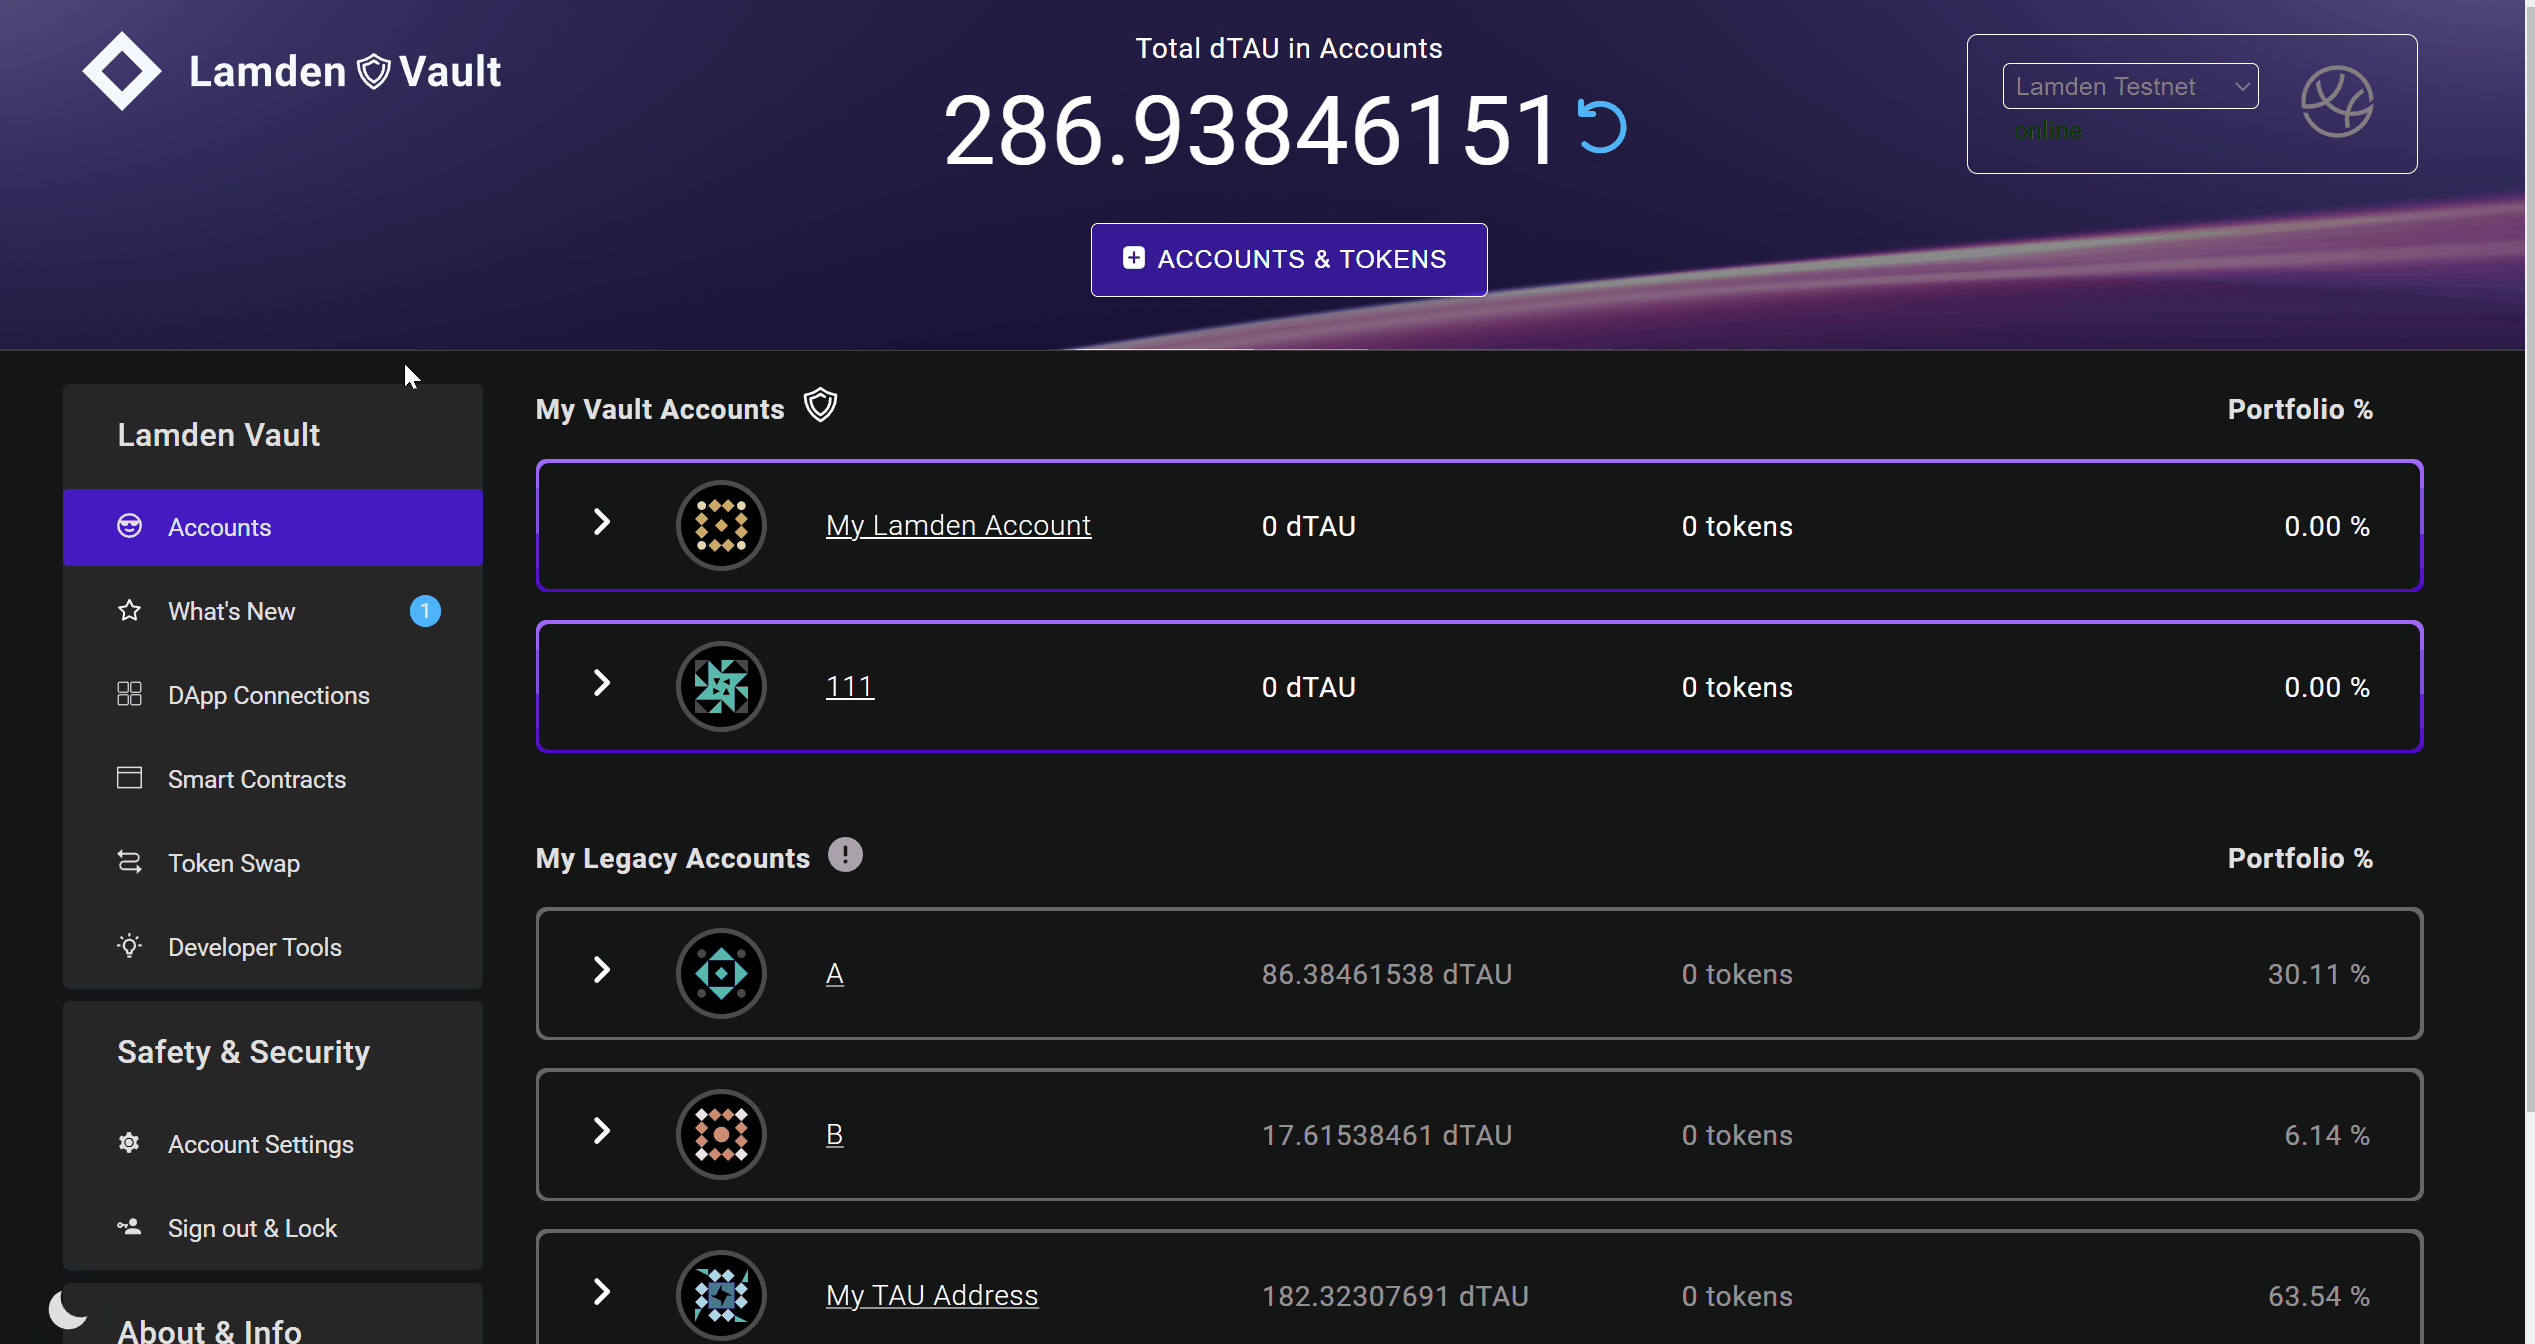 Lamden Vault
Total dTAU in Accounts
286.93846151
ACCOUNTS & TOKENS
Lamden Testnet
online
Lamden Vault
Accounts
What's New 1
DApp Connections
Smart Contracts
Token Swap
Developer Tools
Safety & Security
Account Settings
Sign out & Lock
About & Info
My Vault Accounts Portfolio %
My Lamden Account 0 dTAU 0 tokens 0.00 %
111 0 dTAU 0 tokens 0.00 %
My Legacy Accounts ! Portfolio %
A 86.38461538 dTAU 0 tokens 30.11 %
B 17.61538461 dTAU 0 tokens 6.14 %
My TAU Address 182.32307691 dTAU 0 tokens 63.54 %